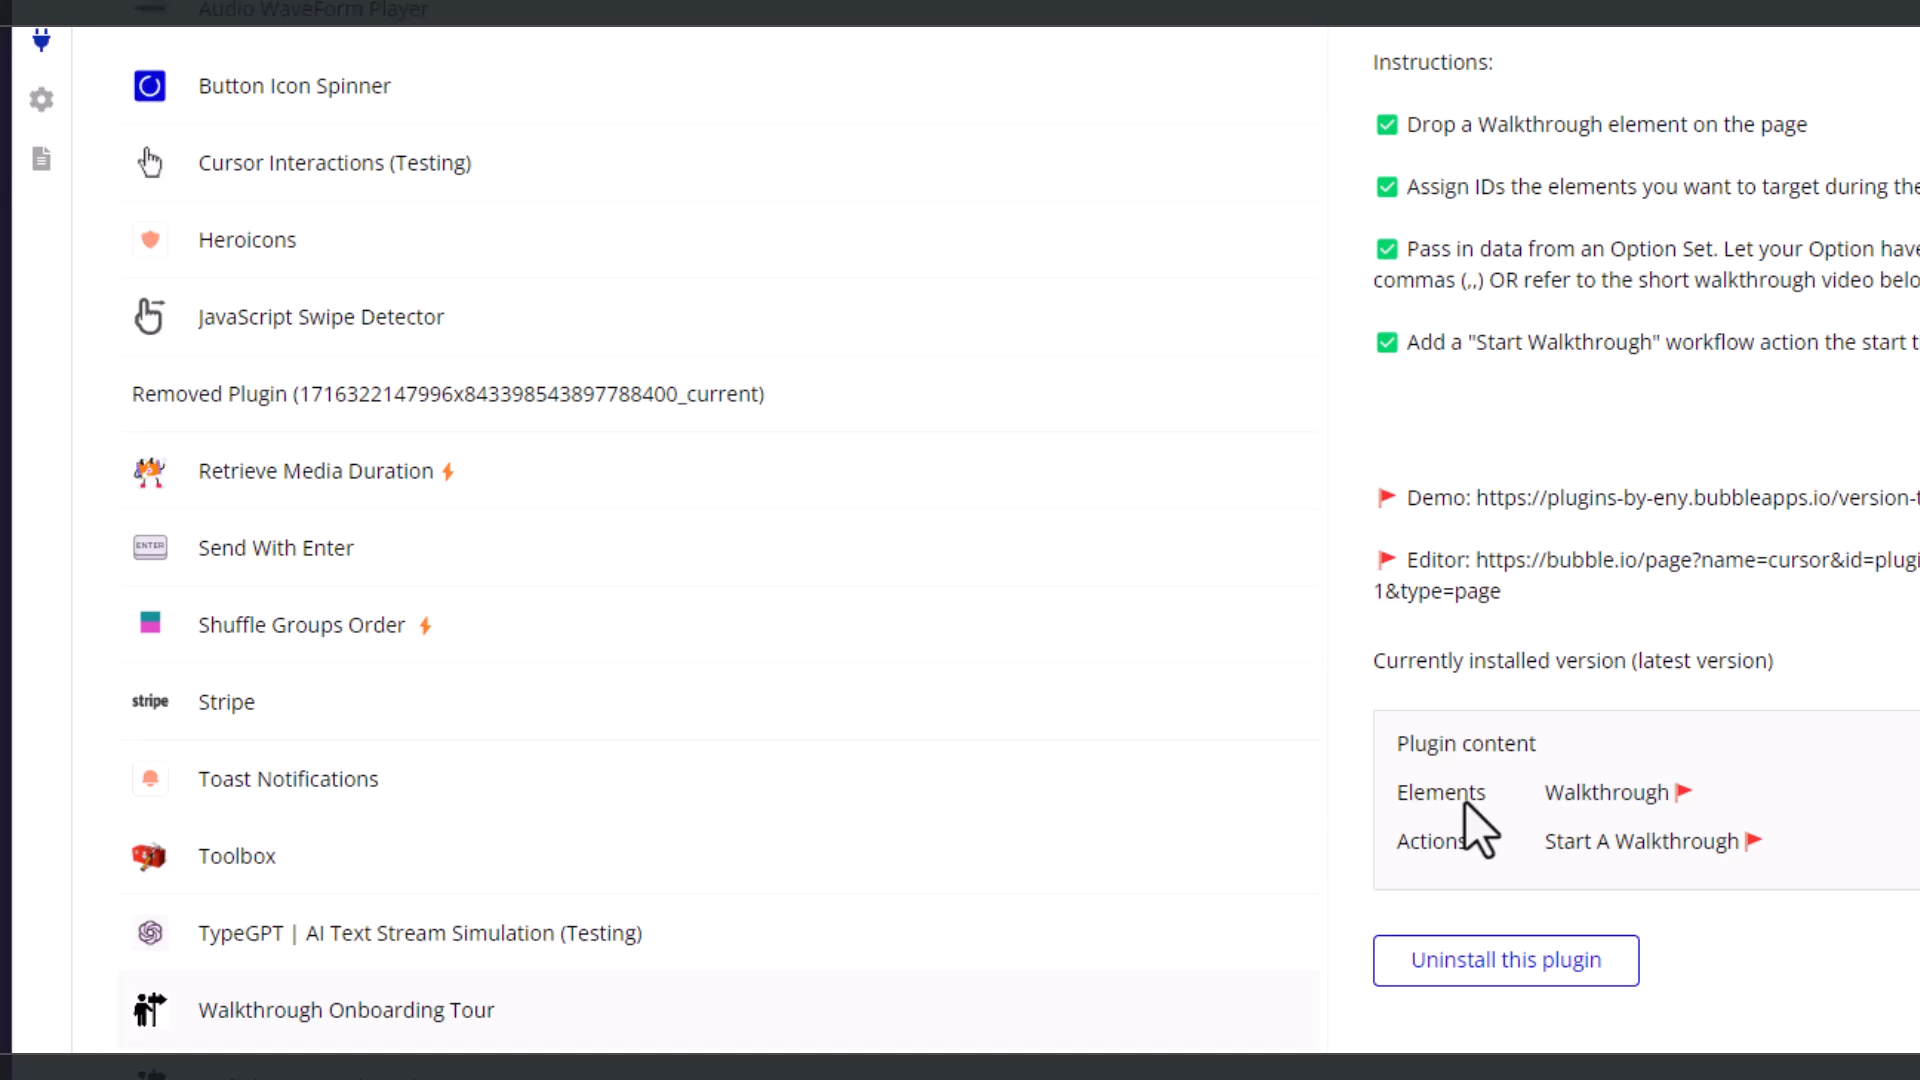 Audio WaveForm Player
Button Icon Spinner
Cursor Interactions (Testing)
Heroicons
JavaScript Swipe Detector
Removed Plugin (1716322147996x843398543897788400_current)
Retrieve Media Duration
ENTER
Send With Enter
Shuffle Groups Order
stripe
Stripe
Toast Notifications
Toolbox
TypeGPT | AI Text Stream Simulation (Testing)
Walkthrough Onboarding Tour
Instructions:
Drop a Walkthrough element on the page
Assign IDs the elements you want to target during the
Pass in data from an Option Set. Let your Option have
commas (,,) OR refer to the short walkthrough video belo
Add a "Start Walkthrough" workflow action the start t
Demo: https://plugins-by-eny.bubbleapps.io/version-t
Editor: https://bubble.io/page?name=cursor&id=plugi
1&type=page
Currently installed version (latest version)
Plugin content
Elements Walkthrough
Actions Start A Walkthrough
Uninstall this plugin